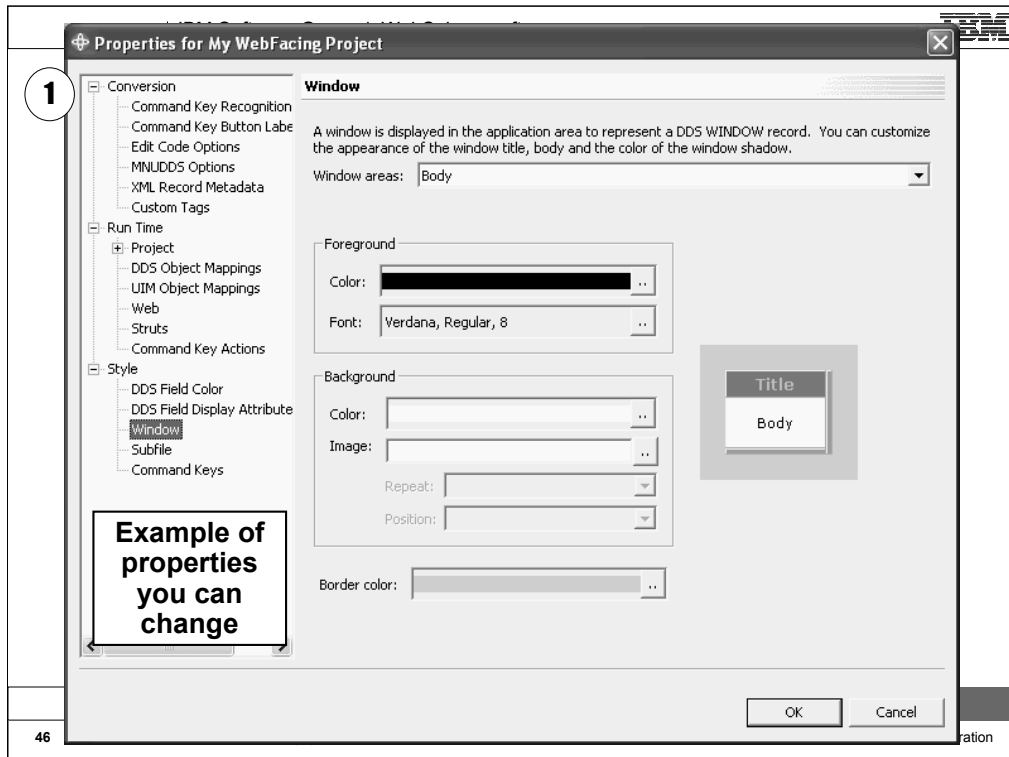 IBM
Properties for My WebFacing Project
1
Conversion
Command Key Recognition
Command Key Button Labe
Edit Code Options
MNUDDS Options
XML Record Metadata
Custom Tags
Run Time
Project
DDS Object Mappings
UIM Object Mappings
Web
Struts
Command Key Actions
Style
DDS Field Color
DDS Field Display Attribute
Window
Subfile
Command Keys
Example of
properties
you can
change
Window
A window is displayed in the application area to represent a DDS WINDOW record. You can customize
the appearance of the window title, body and the color of the window shadow.
Window areas: Body
Foreground
Color: ..
Font: Verdana, Regular, 8 ..
Background
Color: ..
Image: ..
Repeat:
Position:
Border color: ..
Title
Body
OK Cancel
46
ration